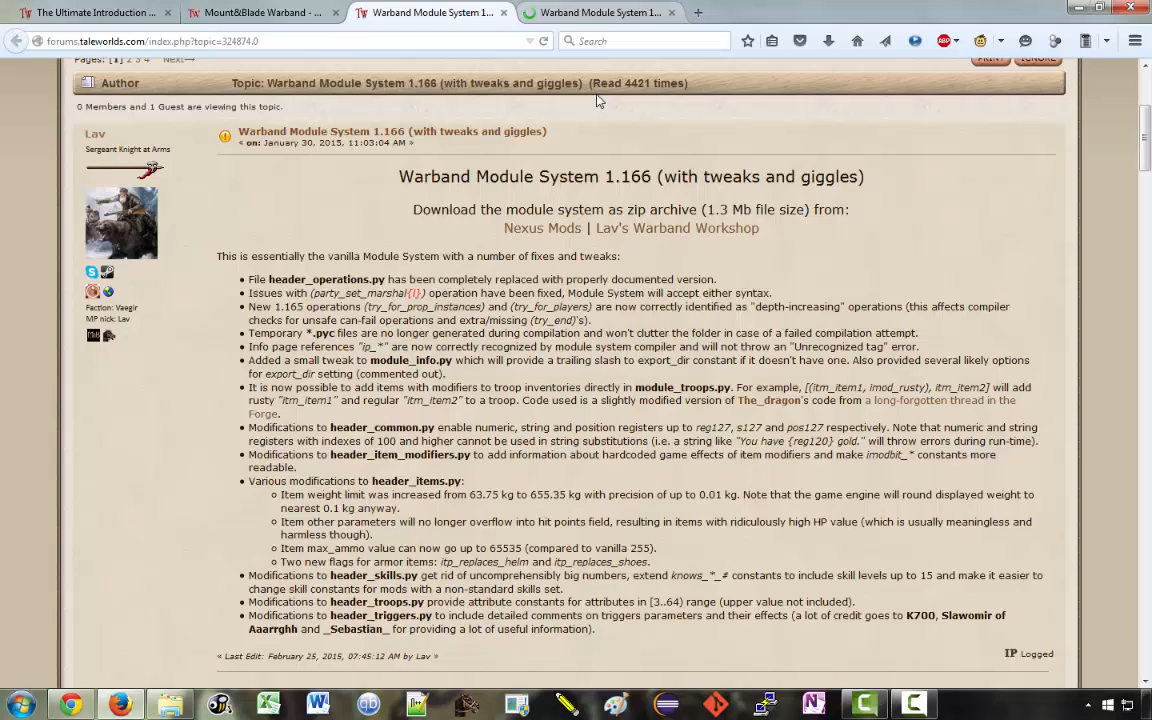 The Ultimate Introduction ...
Mount&Blade Warband - ...
Warband Module System 1...
Warband Module System 1...
forums.taleworlds.com/index.php?topic=324874.0
Search
Pages: [1] 2 3 4   Next
PRINT
IGNORE
Author
Topic: Warband Module System 1.166 (with tweaks and giggles)  (Read 4421 times)
0 Members and 1 Guest are viewing this topic.
Lav
Sergeant Knight at Arms
Warband Module System 1.166 (with tweaks and giggles)
« on: January 30, 2015, 11:03:04 AM »
Warband Module System 1.166 (with tweaks and giggles)
Download the module system as zip archive (1.3 Mb file size) from:
Nexus Mods | Lav's Warband Workshop
This is essentially the vanilla Module System with a number of fixes and tweaks:
• File header_operations.py has been completely replaced with properly documented version.
• Issues with (party_set_marshal{l}) operation have been fixed, Module System will accept either syntax.
• New 1.165 operations (try_for_prop_instances) and (try_for_players) are now correctly identified as "depth-increasing" operations (this affects compiler
checks for unsafe can-fail operations and extra/missing (try_end)'s).
• Temporary *.pyc files are no longer generated during compilation and won't clutter the folder in case of a failed compilation attempt.
• Info page references "ip_*" are now correctly recognized by module system compiler and will not throw an "Unrecognized tag" error.
• Added a small tweak to module_info.py which will provide a trailing slash to export_dir constant if it doesn't have one. Also provided several likely options
for export_dir setting (commented out).
• It is now possible to add items with modifiers to troop inventories directly in module_troops.py. For example, [(itm_item1, imod_rusty), itm_item2] will add
rusty "itm_item1" and regular "itm_item2" to a troop. Code used is a slightly modified version of The_dragon's code from a long-forgotten thread in the
Forge.
• Modifications to header_common.py enable numeric, string and position registers up to reg127, s127 and pos127 respectively. Note that numeric and string
registers with indexes of 100 and higher cannot be used in string substitutions (i.e. a string like "You have {reg120} gold." will throw errors during run-time).
• Modifications to header_item_modifiers.py to add information about hardcoded game effects of item modifiers and make imodbit_* constants more
readable.
• Various modifications to header_items.py:
○ Item weight limit was increased from 63.75 kg to 655.35 kg with precision of up to 0.01 kg. Note that the game engine will round displayed weight to
nearest 0.1 kg anyway.
○ Item other parameters will no longer overflow into hit points field, resulting in items with ridiculously high HP value (which is usually meaningless and
harmless though).
○ Item max_ammo value can now go up to 65535 (compared to vanilla 255).
○ Two new flags for armor items: itp_replaces_helm and itp_replaces_shoes.
• Modifications to header_skills.py get rid of uncomprehensibly big numbers, extend knows_*_# constants to include skill levels up to 15 and make it easier to
change skill constants for mods with a non-standard skills set.
• Modifications to header_troops.py provide attribute constants for attributes in [3..64) range (upper value not included).
• Modifications to header_triggers.py to include detailed comments on triggers parameters and their effects (a lot of credit goes to K700, Slawomir of
Aaarrghh and _Sebastian_ for providing a lot of useful information).
Faction: Vaegir
MP nick: Lav
« Last Edit: February 25, 2015, 07:45:12 AM by Lav »
IP Logged